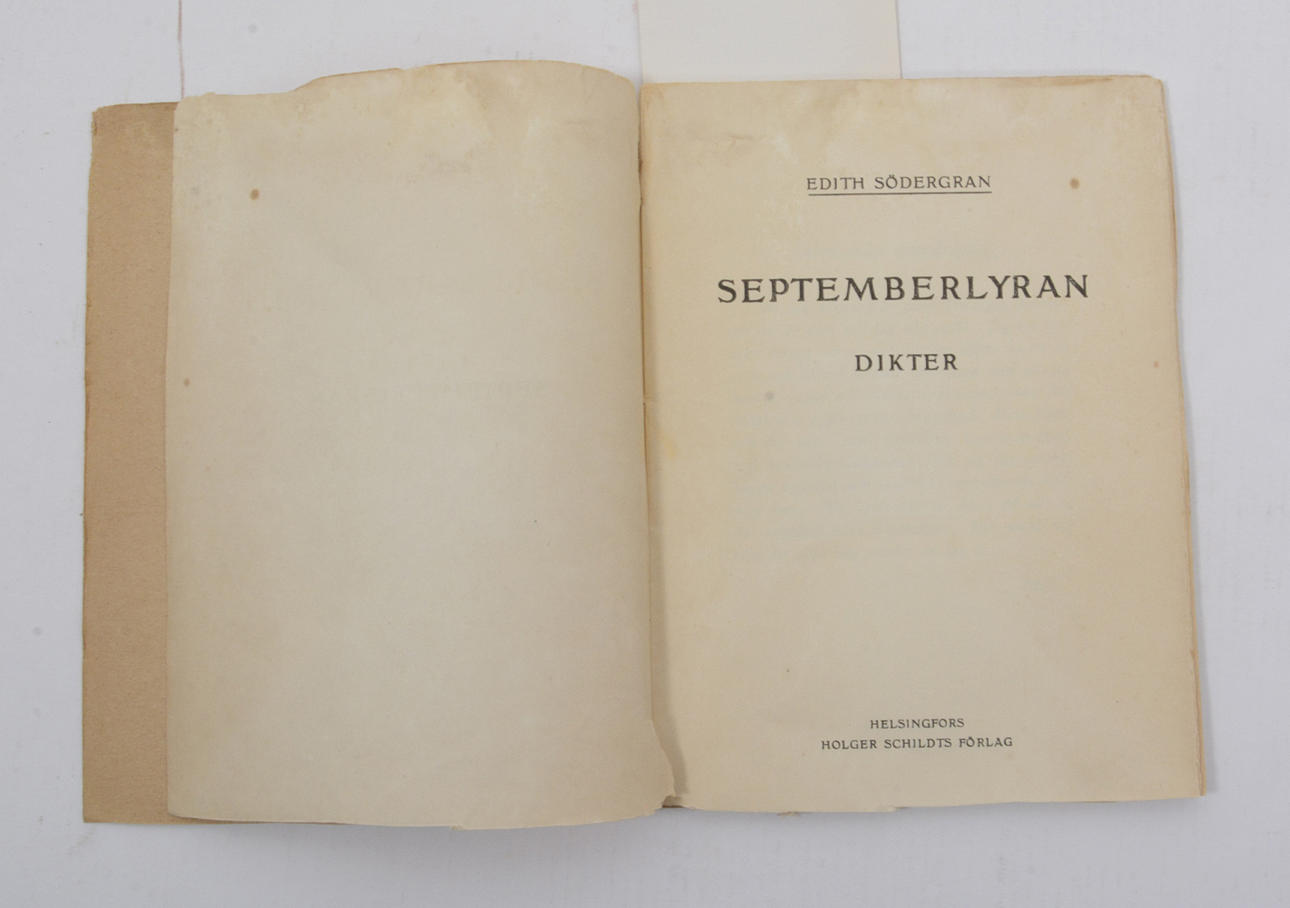 EDITH SÖDERGRAN
SEPTEMBERLYRAN
DIKTER
HELSINGFORS
HOLGER SCHILDTS FÖRLAG